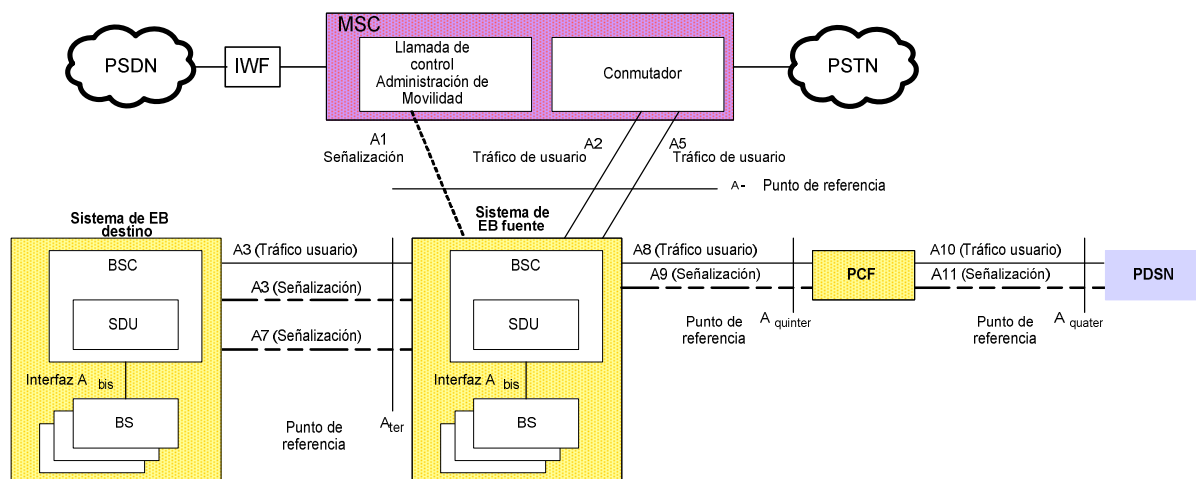 MSC
PSDN
IWF
Llamada de
control
Administración de
Movilidad
Conmutador
PSTN
A1
Señalización
A2
Tráfico de usuario
A5
Tráfico de usuario
A- Punto de referencia
Sistema de EB
destino
Sistema de
EB fuente
BSC
SDU
Interfaz A bis
BS
A3 (Tráfico usuario)
A3 (Señalización)
A7 (Señalización)
Punto de
referencia
A ter
BSC
SDU
Interfaz A bis
BS
A8 (Tráfico usuario)
A9 (Señalización)
Punto de
referencia
A quinter
PCF
A10 (Tráfico usuario)
A11 (Señalización)
Punto de
referencia
A quater
PDSN